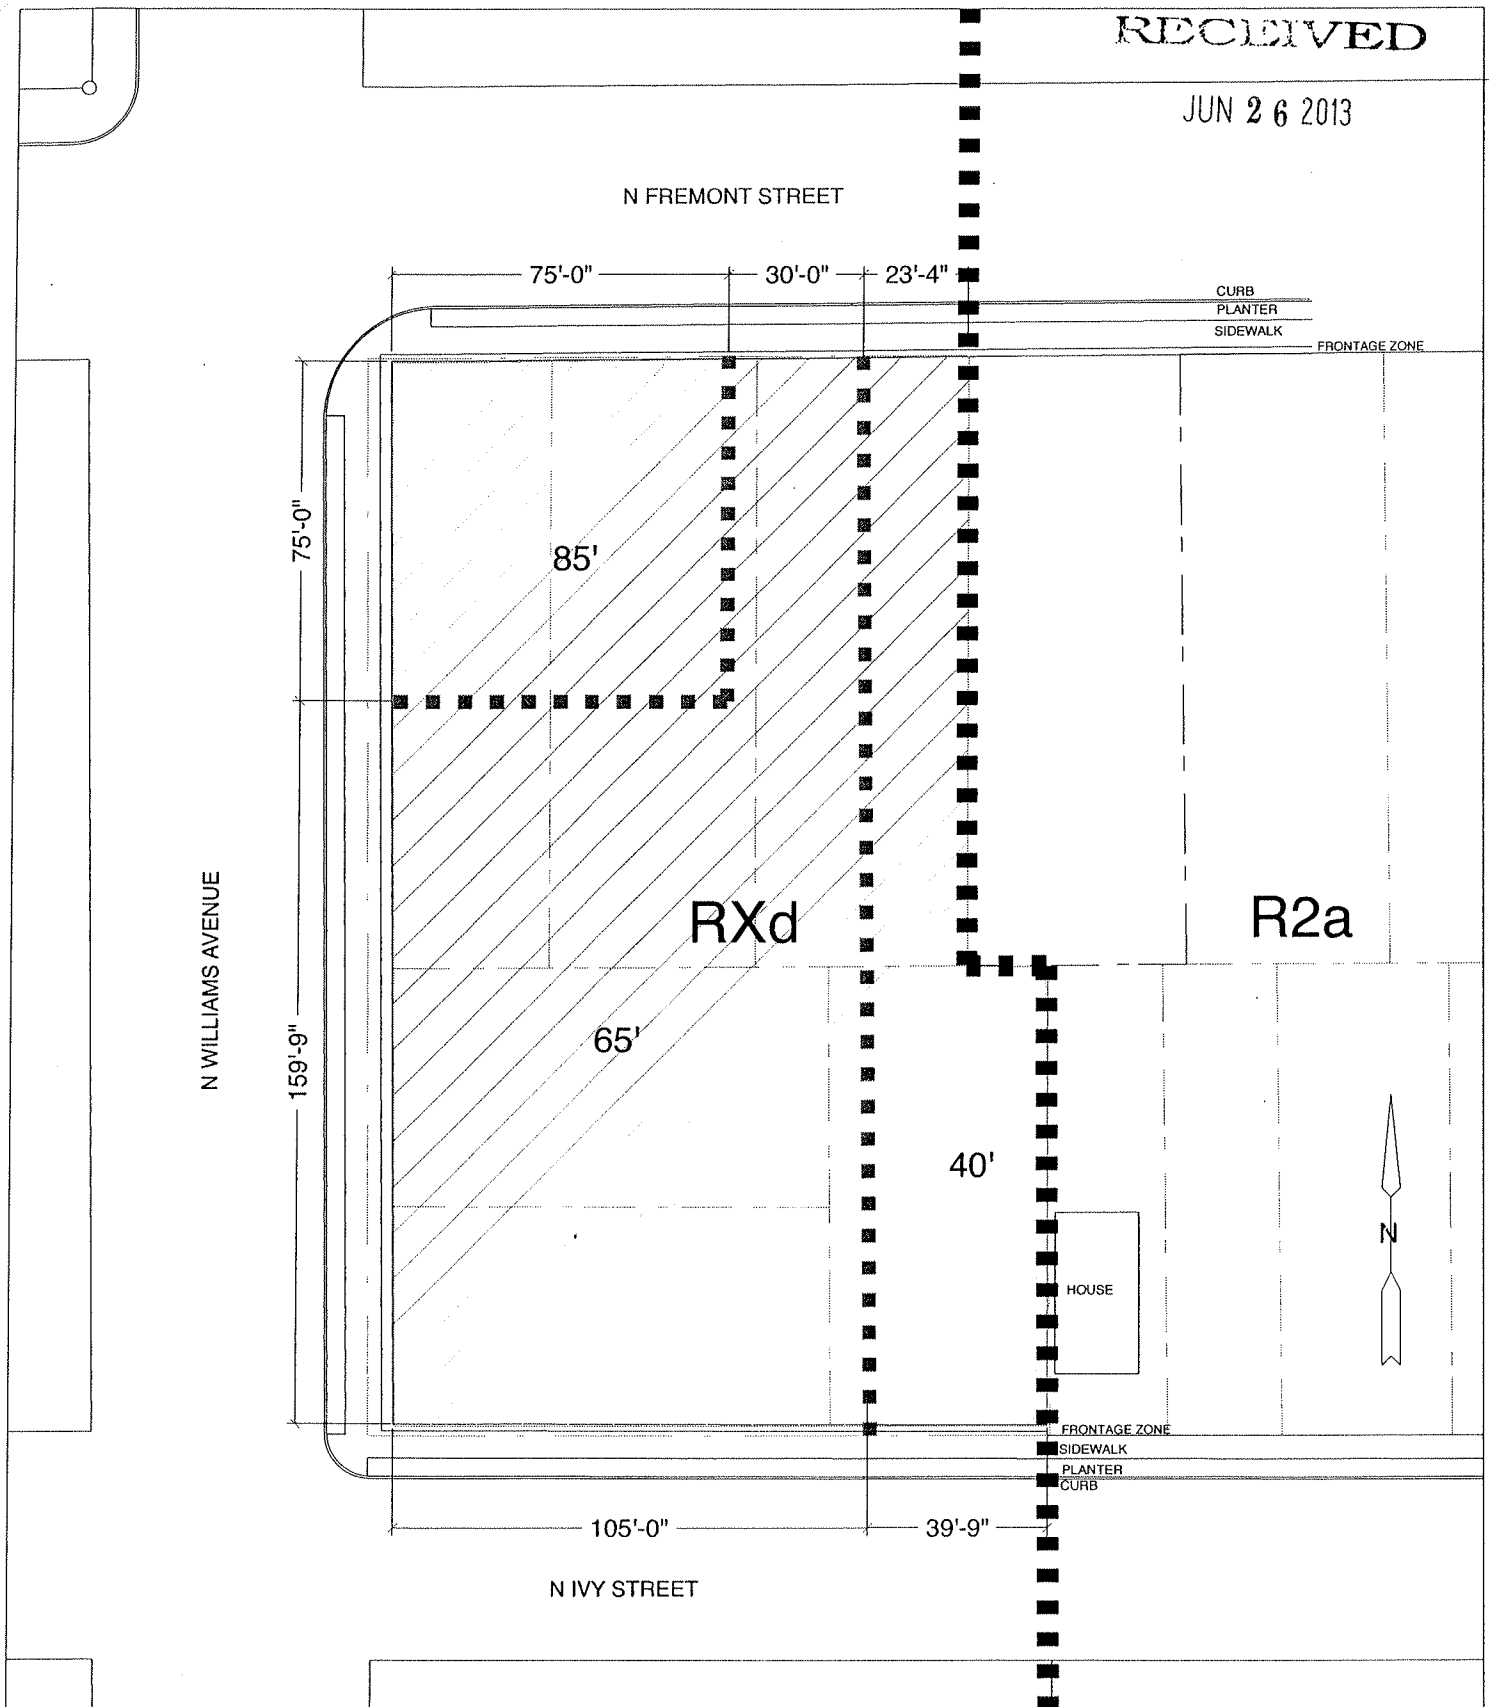 RECEIVED
JUN 26 2013
N FREMONT STREET
75'-0"
30'-0"
23'-4"
CURB
PLANTER
SIDEWALK
FRONTAGE ZONE
75'-0"
85'
N WILLIAMS AVENUE
RXd
R2a
159'-9"
65'
40'
N
HOUSE
FRONTAGE ZONE
SIDEWALK
PLANTER
CURB
105'-0"
39'-9"
N IVY STREET